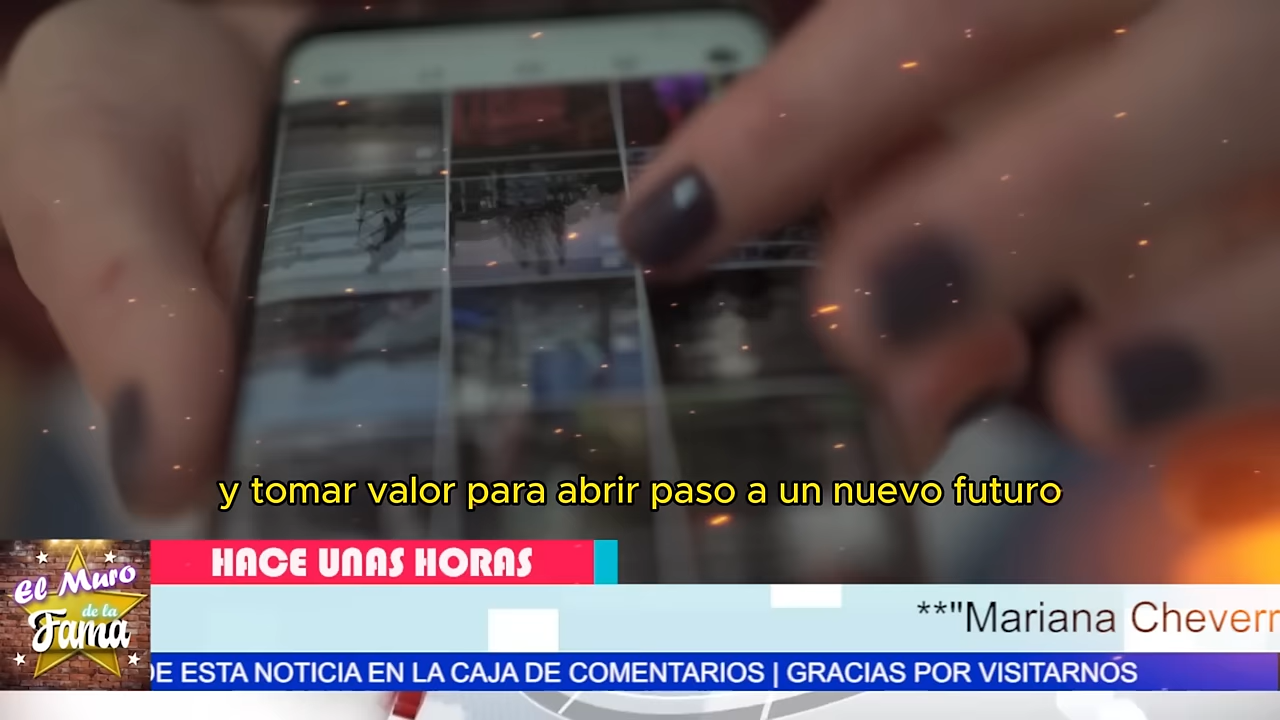 y tomar valor para abrir paso a un nuevo futuro
HACE UNAS HORAS
El Muro
de la
Fama
**"Mariana Cheverr
DE ESTA NOTICIA EN LA CAJA DE COMENTARIOS | GRACIAS POR VISITARNOS